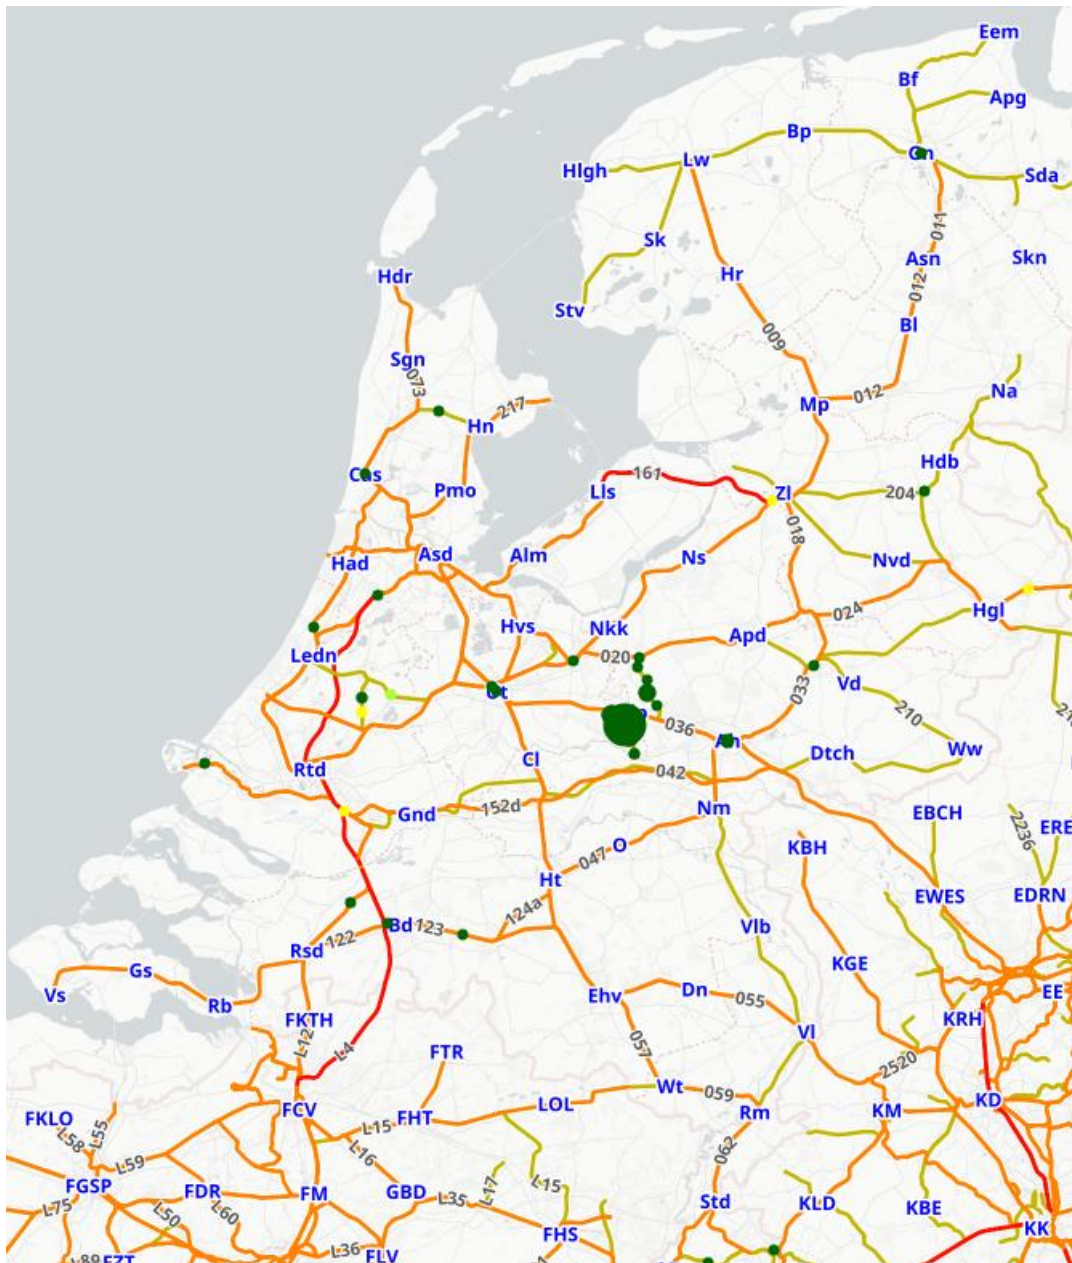 Eem
Bf
Apg
Bp
Gn
Lw
Hlgh
Sda
011
Sk
Asn
Skn
Hdr
Hr
012
Stv
Bl
009
Sgn
073
Na
012
Mp
217
Hn
Cas
Hdb
161
Pmo
Lls
Zl
204
018
Asd
Alm
Had
Ns
Nvd
024
Hgl
Hvs
Nkk
Apd
Ledn
020
033
Vd
Ut
210
036
Ah
Ww
Dtch
Cl
Rtd
042
152d
Nm
Gnd
EBCH
2236
ERE
O
KBH
047
Ht
EWES
EDRN
124a
Bd
123
Vlb
122
Rsd
KGE
Gs
Dn
EE
Vs
Ehv
055
Rb
FKTH
KRH
Vl
L12
057
L4
FTR
2520
Wt
059
KD
FCV
LOL
Rm
KM
FKLO
L15
FHT
L55
L58
062
L16
L59
L17
L15
FGSP
FDR
FM
GBD
L35
Std
KLD
KBE
L75
L50
L60
KK
FHS
L36
FLV
L89
FZT